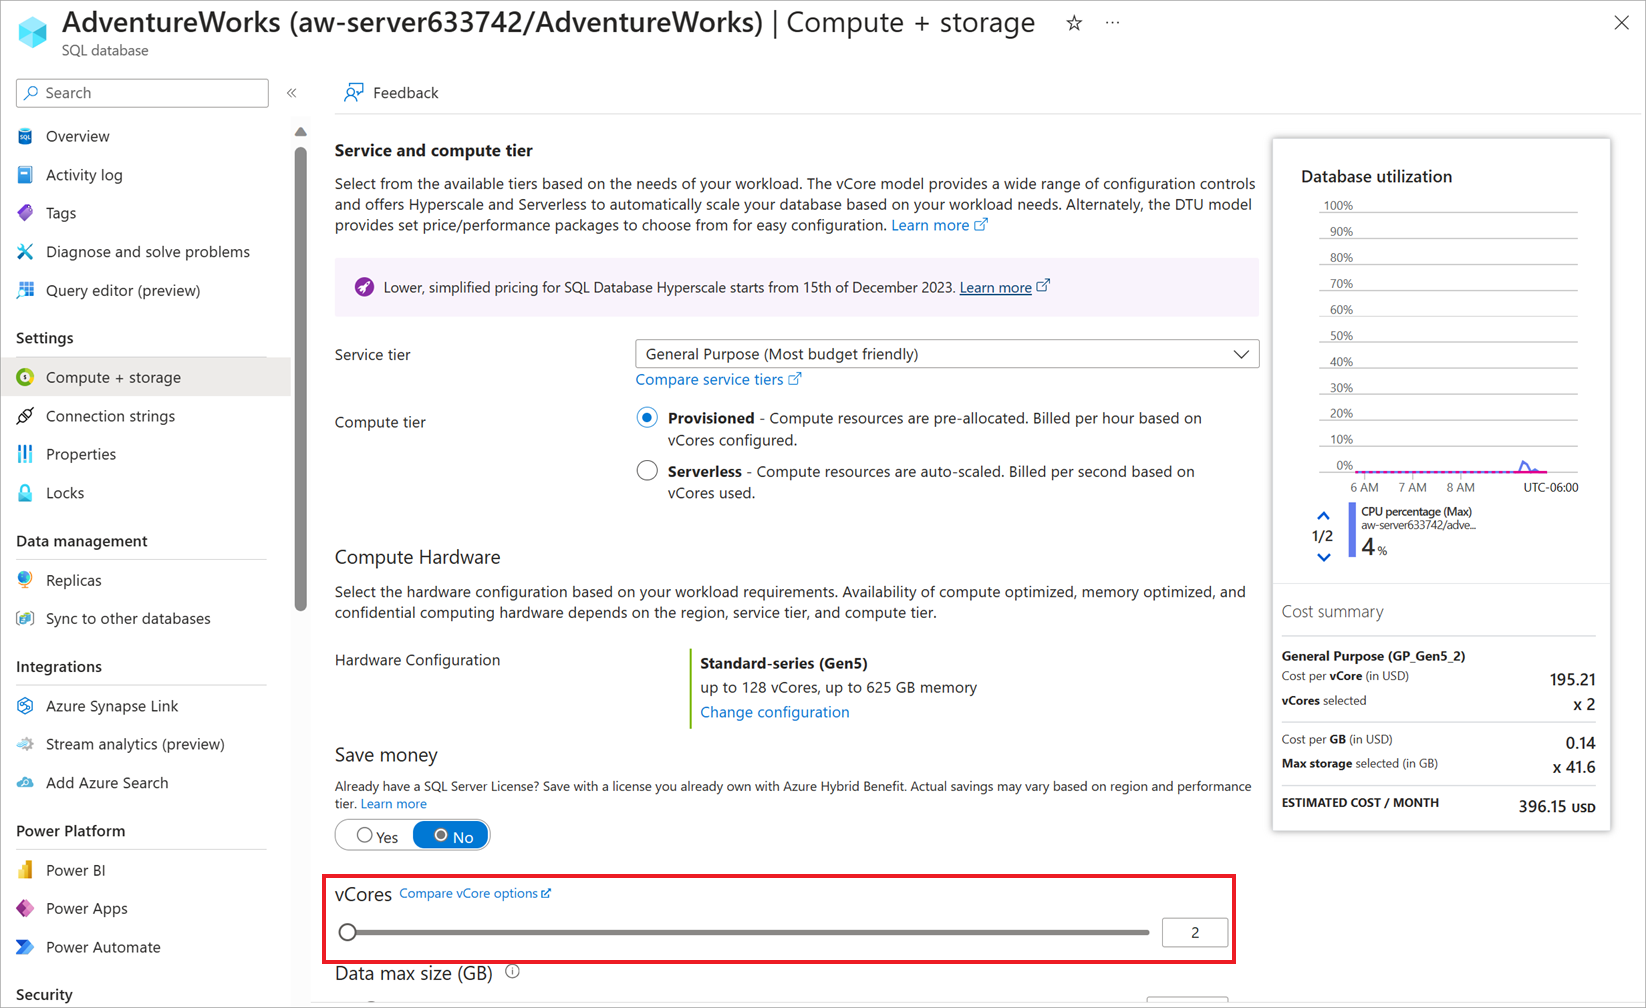 AdventureWorks (aw-server633742/AdventureWorks) | Compute + storage
SQL database
Search
Feedback
Overview
Activity log
Tags
Diagnose and solve problems
Query editor (preview)
Settings
Compute + storage
Connection strings
Properties
Locks
Data management
Replicas
Sync to other databases
Integrations
Azure Synapse Link
Stream analytics (preview)
Add Azure Search
Power Platform
Power BI
Power Apps
Power Automate
Security
Service and compute tier
Select from the available tiers based on the needs of your workload. The vCore model provides a wide range of configuration controls
and offers Hyperscale and Serverless to automatically scale your database based on your workload needs. Alternately, the DTU model
provides set price/performance packages to choose from for easy configuration. Learn more
Lower, simplified pricing for SQL Database Hyperscale starts from 15th of December 2023. Learn more
Service tier
General Purpose (Most budget friendly)
Compare service tiers
Compute tier
Provisioned - Compute resources are pre-allocated. Billed per hour based on
vCores configured.
Serverless - Compute resources are auto-scaled. Billed per second based on
vCores used.
Compute Hardware
Select the hardware configuration based on your workload requirements. Availability of compute optimized, memory optimized, and
confidential computing hardware depends on the region, service tier, and compute tier.
Hardware Configuration
Standard-series (Gen5)
up to 128 vCores, up to 625 GB memory
Change configuration
Save money
Already have a SQL Server License? Save with a license you already own with Azure Hybrid Benefit. Actual savings may vary based on region and performance
tier. Learn more
Yes No
vCores Compare vCore options
2
Data max size (GB)
Database utilization
100%
90%
80%
70%
60%
50%
40%
30%
20%
10%
0%
6 AM 7 AM 8 AM UTC-06:00
1/2
CPU percentage (Max)
aw-server633742/adve...
4 %
Cost summary
General Purpose (GP_Gen5_2)
Cost per vCore (in USD) 195.21
vCores selected x 2
Cost per GB (in USD) 0.14
Max storage selected (in GB) x 41.6
ESTIMATED COST / MONTH 396.15 USD